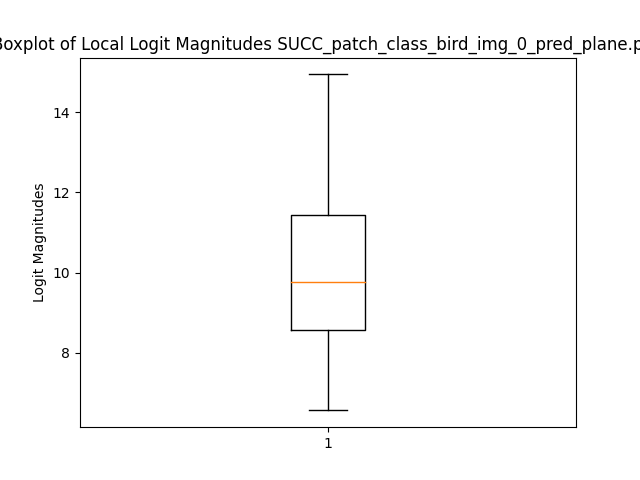 Boxplot of Local Logit Magnitudes SUCC_patch_class_bird_img_0_pred_plane.p
14
12
10
8
Logit Magnitudes
1